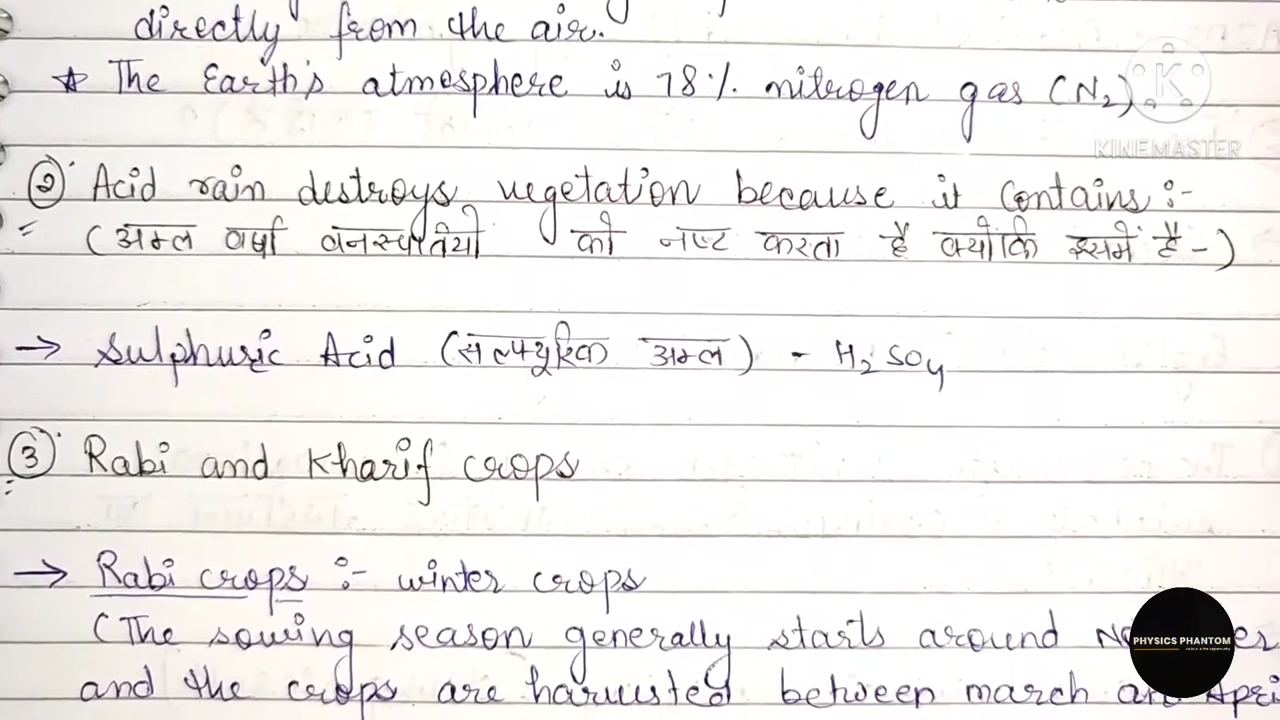 directly from the air.
☆ The Earth's atmosphere is 78% nitrogen gas (N₂).
KINEMASTER
② Acid rain destroys vegetation because it contains :-
(अम्ल वर्षा वनस्पतियो को नष्ट करता हैं क्योकि इसमें हैं -)
→ Sulphuric Acid (सल्फ्युरिक अम्ल) - H₂SO₄
③ Rabi and Kharif crops
→ Rabi crops :- winter crops
(The sowing season generally starts around
PHYSICS PHANTOM
and the crops are harvested between march and